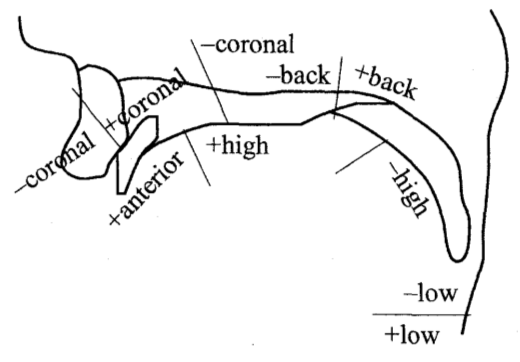 –coronal
–back
+back
+coronal
–coronal
+high
+anterior
–high
–low
+low